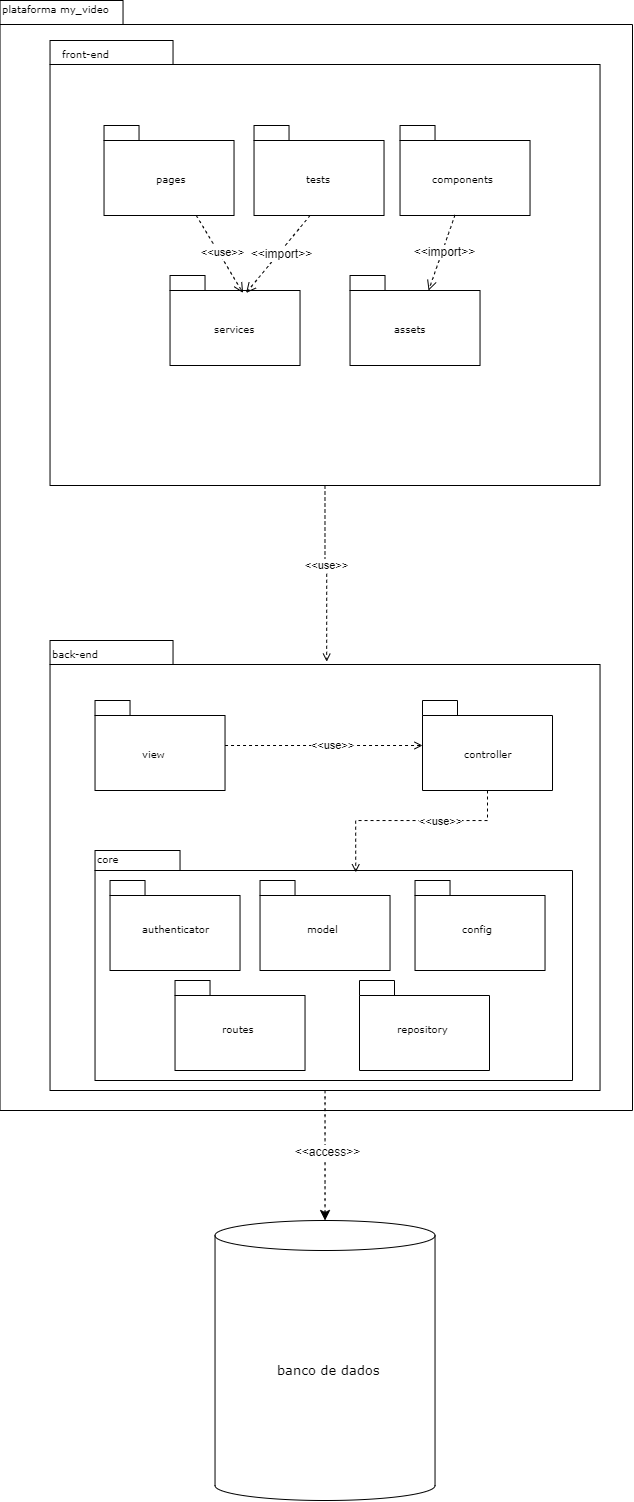 plataforma my_video
front-end
pages
tests
components
<<use>>
<<import>>
<<import>>
services
assets
<<use>>
back-end
view
<<use>>
controller
<<use>>
core
authenticator
model
config
routes
repository
<<access>>
banco de dados